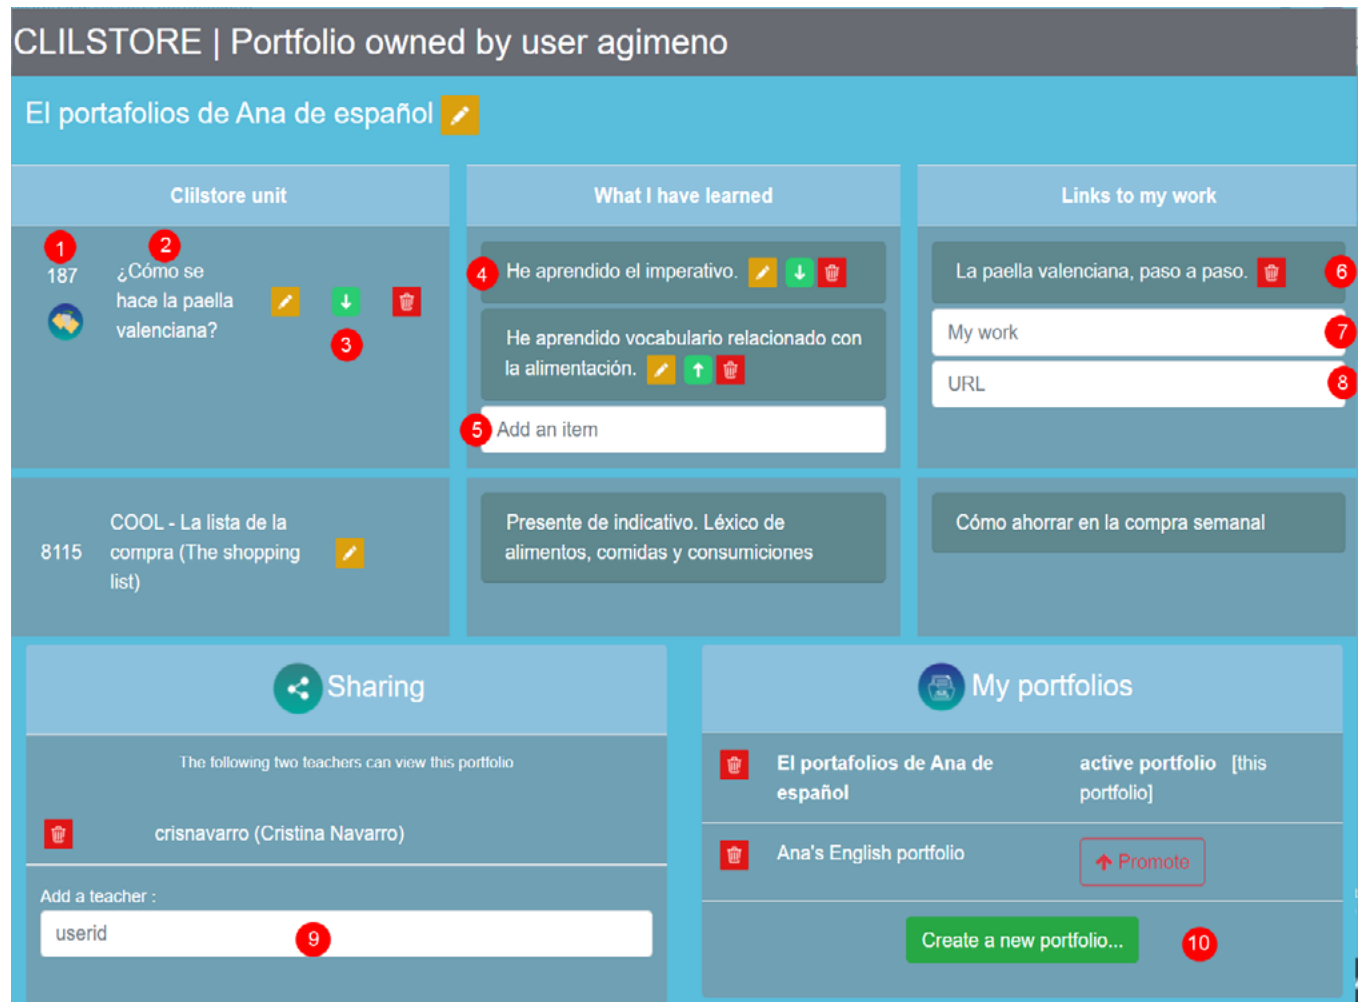 CLILSTORE | Portfolio owned by user agimeno
El portafolios de Ana de español
Clilstore unit
What I have learned
Links to my work
1
2
187
¿Cómo se
hace la paella
valenciana?
3
4
He aprendido el imperativo.
He aprendido vocabulario relacionado con
la alimentación.
5
Add an item
La paella valenciana, paso a paso.
6
My work
7
URL
8
8115
COOL - La lista de la
compra (The shopping
list)
Presente de indicativo. Léxico de
alimentos, comidas y consumiciones
Cómo ahorrar en la compra semanal
Sharing
The following two teachers can view this portfolio
crisnavarro (Cristina Navarro)
Add a teacher :
userid
9
My portfolios
El portafolios de Ana de
español
active portfolio [this
portfolio]
Ana's English portfolio
Promote
Create a new portfolio...
10